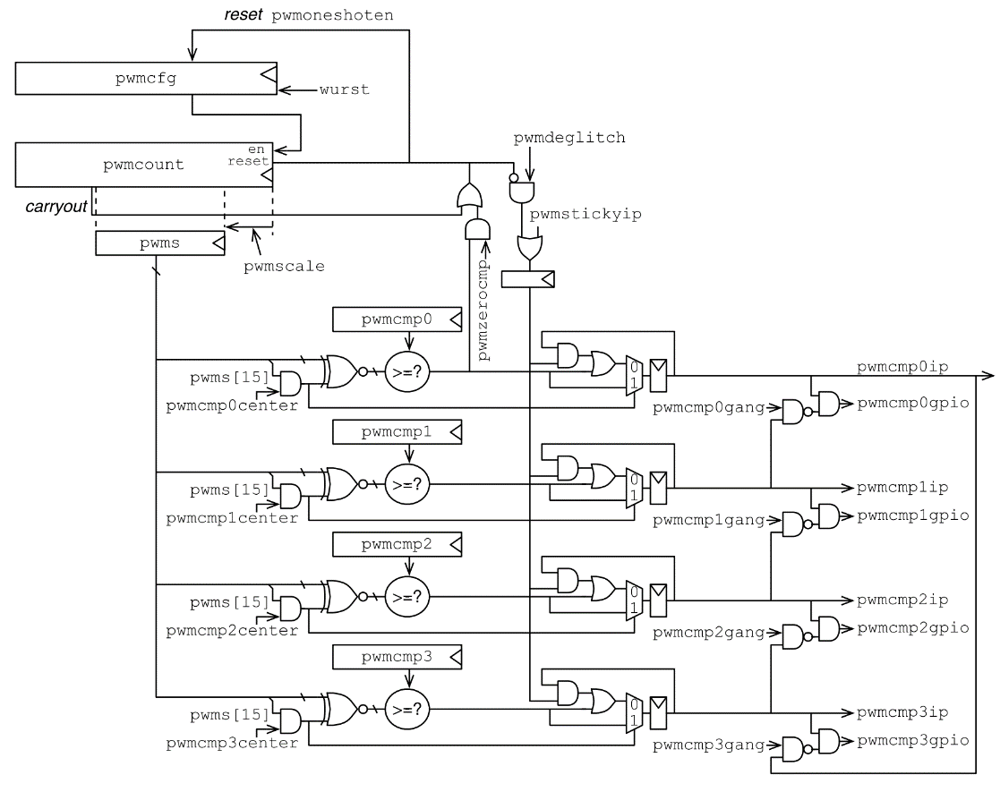 reset pwmoneshoten
pwmcfg
wurst
en
reset
pwmcount
pwmdeglitch
carryout
pwmstickyip
pwms
pwmscale
pwmzerocmp
pwmcmp0
>=?
0
1
pwms[15]
pwmcmp0center
pwmcmp0ip
pwmcmp0gang
pwmcmp0gpio
pwmcmp1
>=?
0
1
pwms[15]
pwmcmp1center
pwmcmp1ip
pwmcmp1gang
pwmcmp1gpio
pwmcmp2
>=?
0
1
pwms[15]
pwmcmp2center
pwmcmp2ip
pwmcmp2gang
pwmcmp2gpio
pwmcmp3
>=?
0
1
pwms[15]
pwmcmp3center
pwmcmp3ip
pwmcmp3gang
pwmcmp3gpio